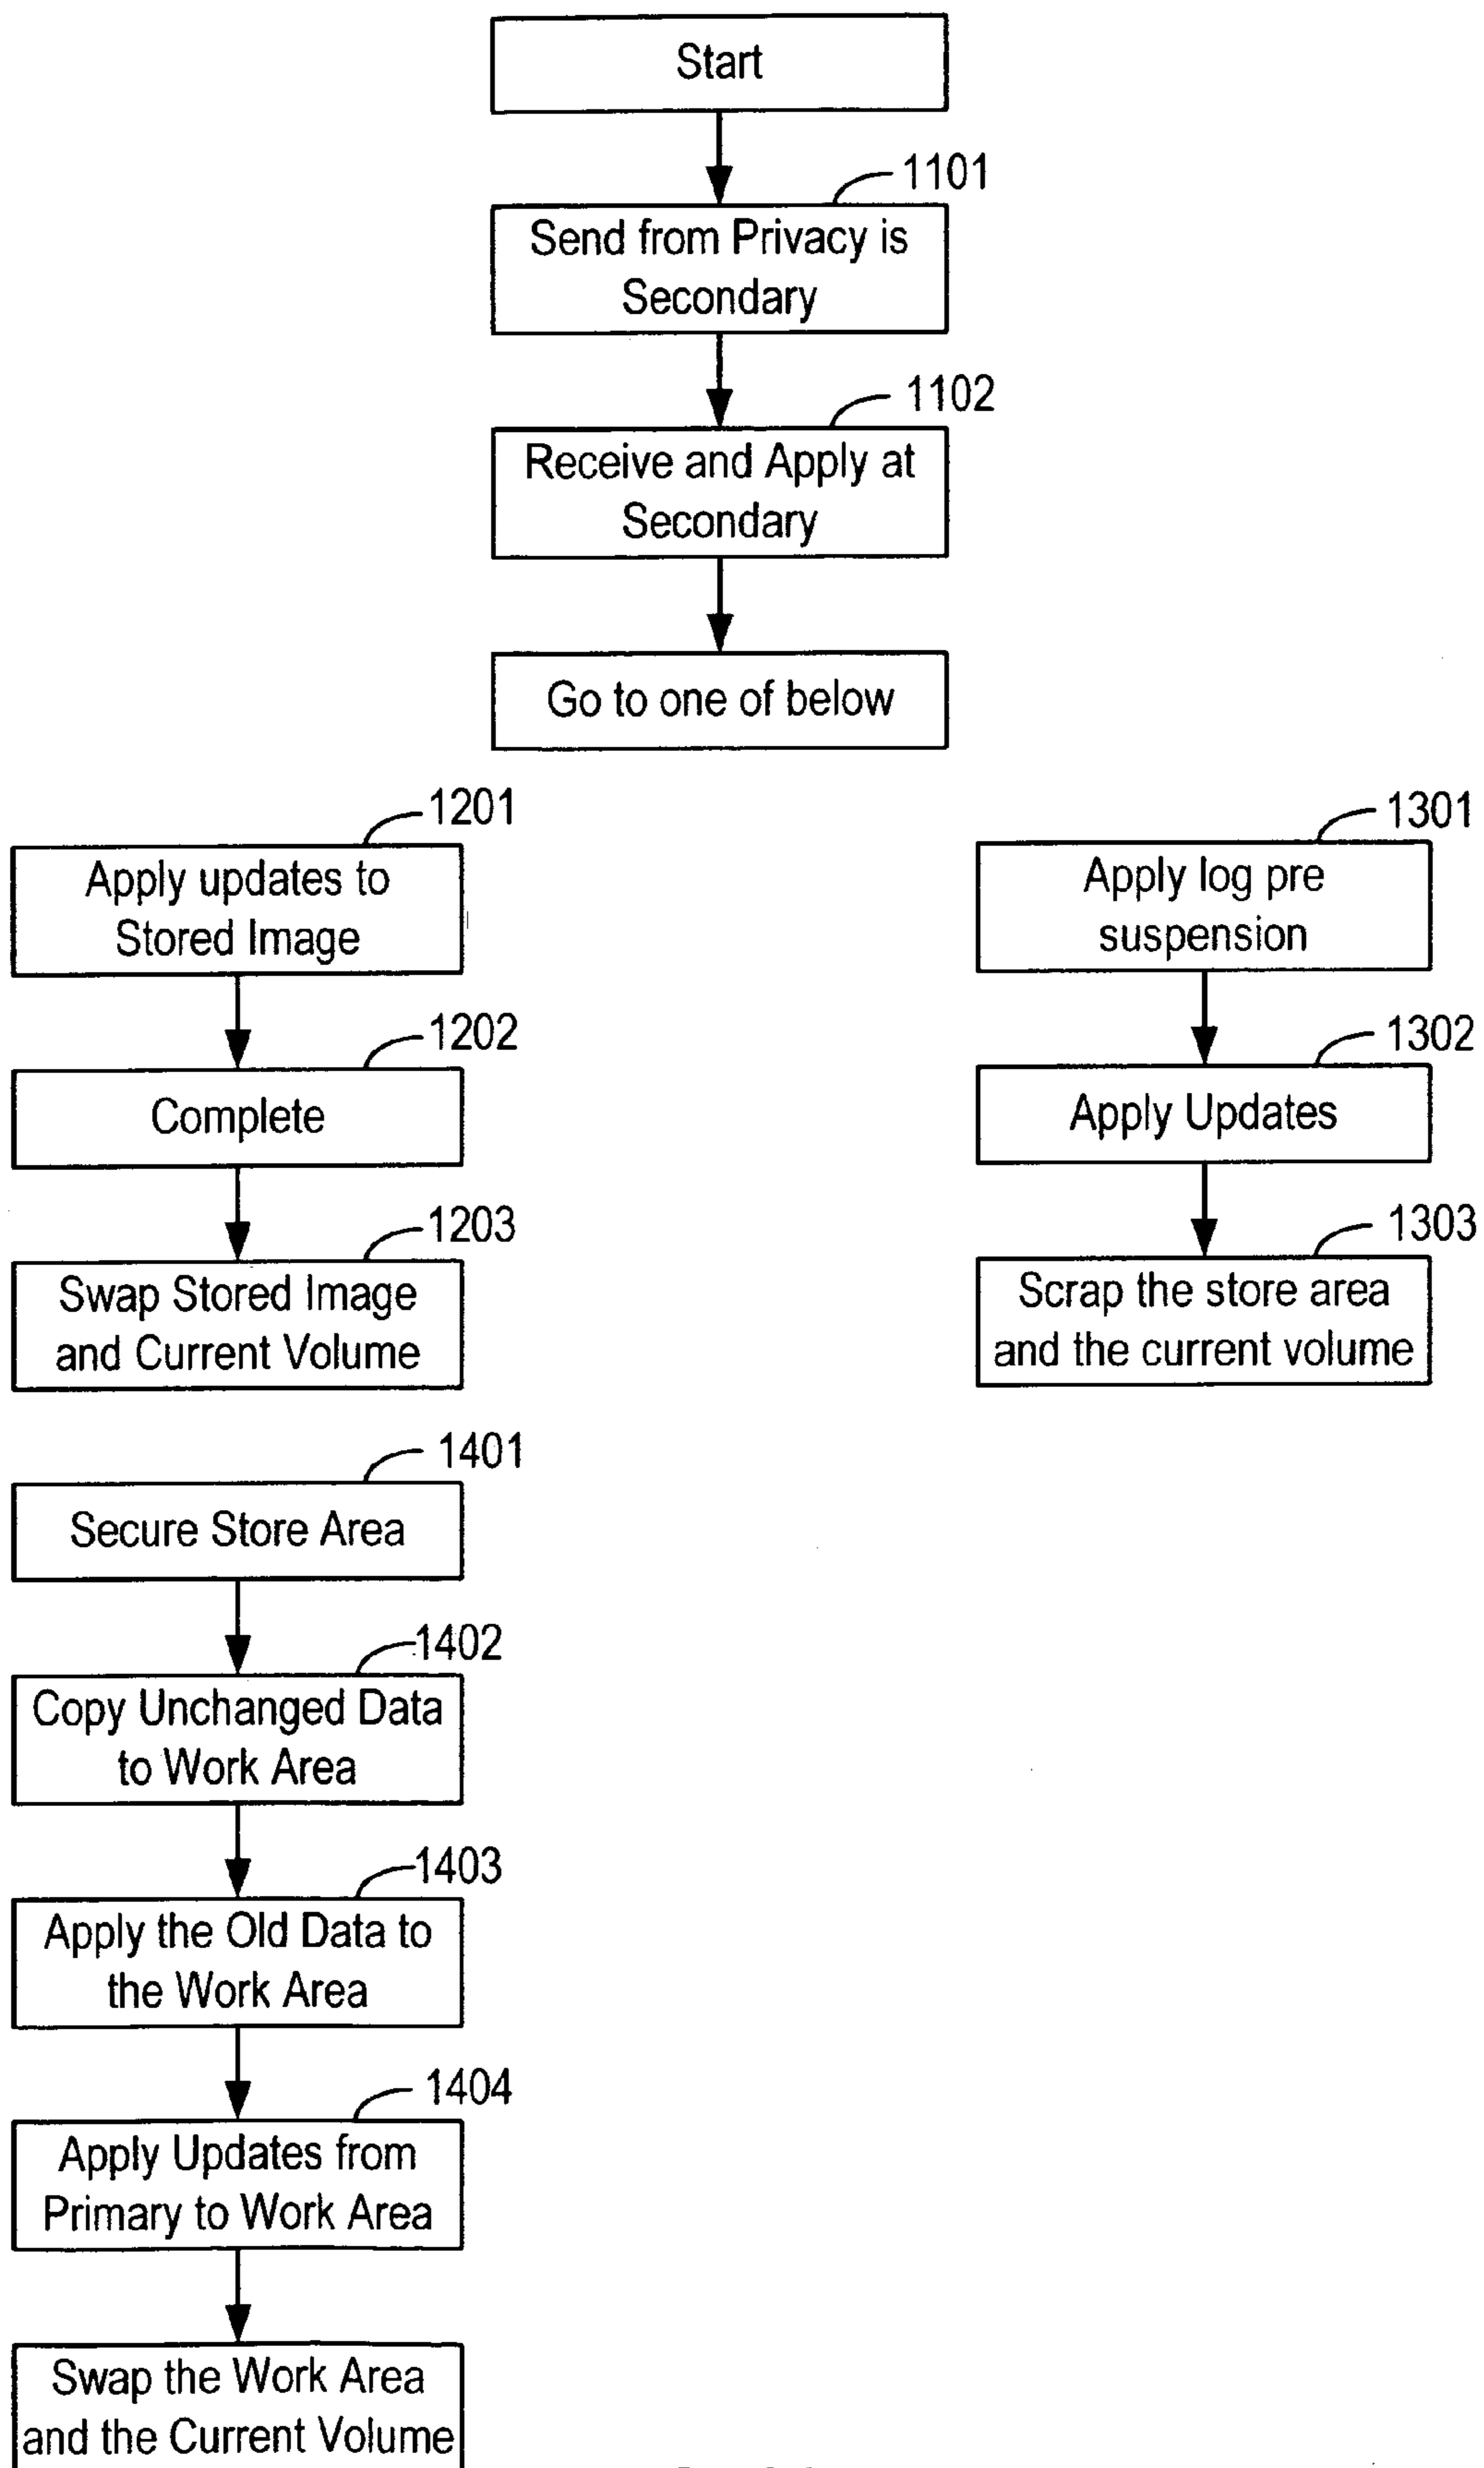 Start
1101
Send from Privacy is
Secondary
1102
Receive and Apply at
Secondary
Go to one of below
1201
Apply updates to
Stored Image
1202
Complete
1203
Swap Stored Image
and Current Volume
1301
Apply log pre
suspension
1302
Apply Updates
1303
Scrap the store area
and the current volume
1401
Secure Store Area
1402
Copy Unchanged Data
to Work Area
1403
Apply the Old Data to
the Work Area
1404
Apply Updates from
Primary to Work Area
Swap the Work Area
and the Current Volume